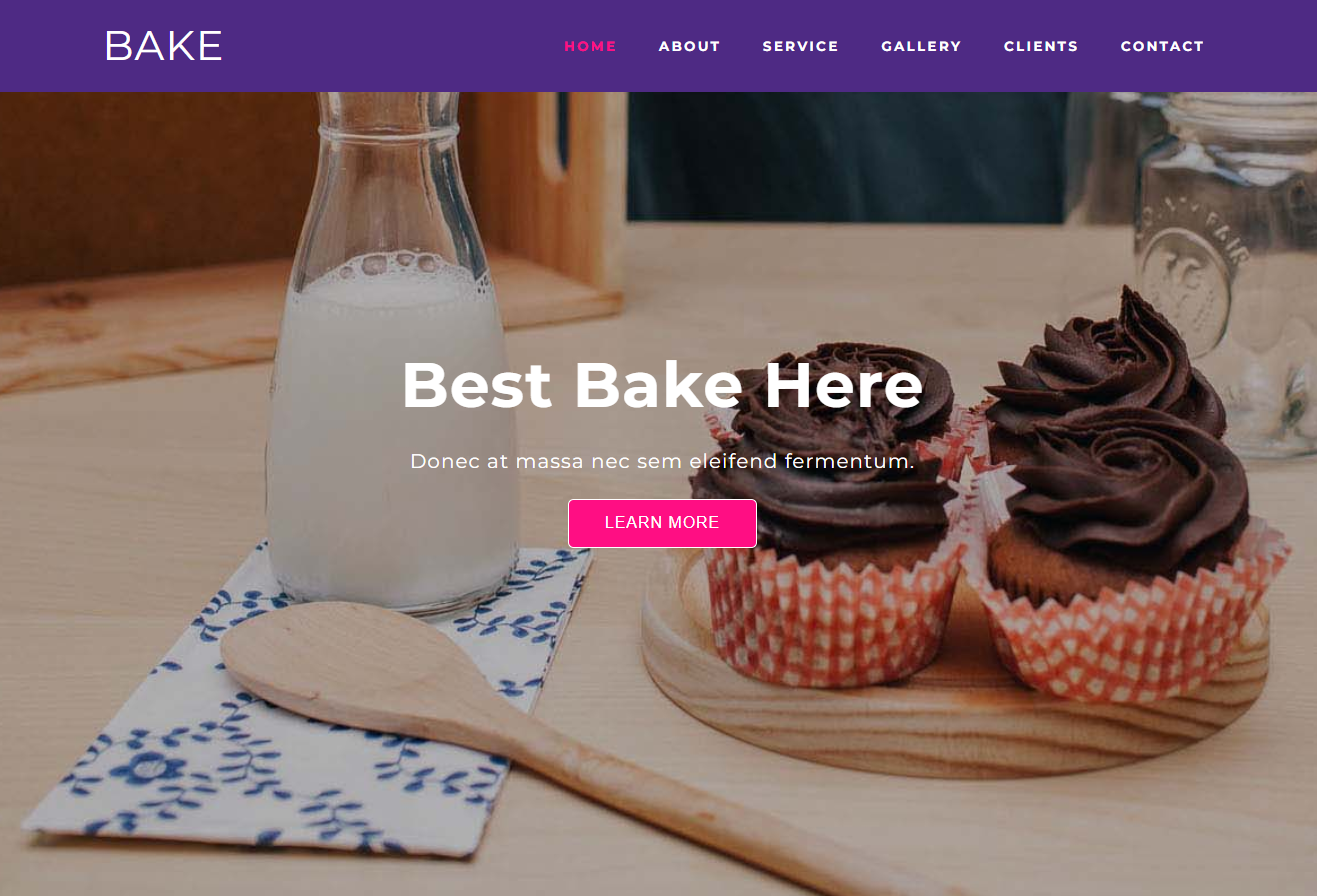 BAKE
HOME ABOUT SERVICE GALLERY CLIENTS CONTACT
Best Bake Here
Donec at massa nec sem eleifend fermentum.
LEARN MORE